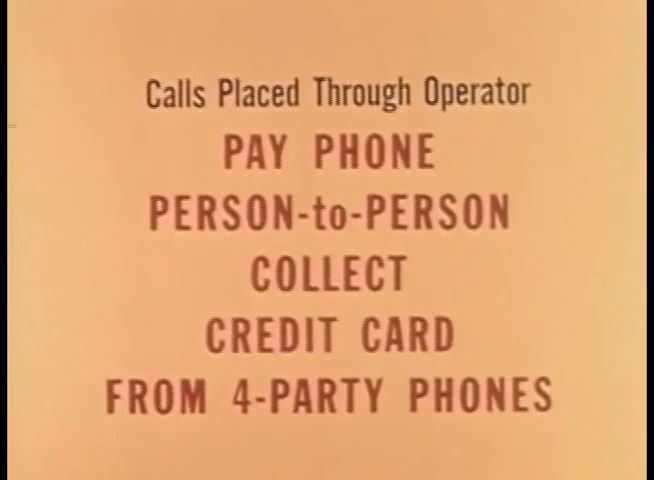 Calls Placed Through Operator
PAY PHONE
PERSON-to-PERSON
COLLECT
CREDIT CARD
FROM 4-PARTY PHONES